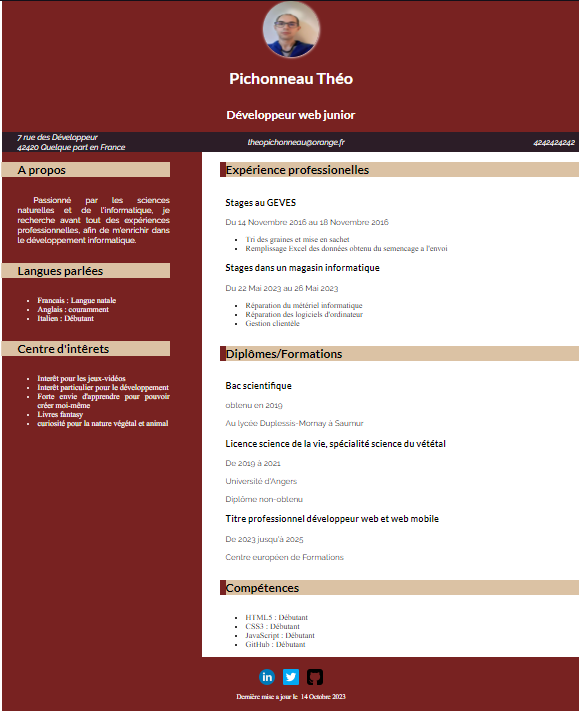 Pichonneau Théo
Développeur web junior
7 rue des Développeur
42420 Quelque part en France
theopichonneau@orange.fr
4242424242
A propos
Passionné par les sciences
naturelles et de l'informatique, je
recherche avant tout des expériences
professionnelles, afin de m'enrichir dans
le développement informatique.
Langues parlées
Francais : Langue natale
Anglais : couramment
Italien : Débutant
Centre d'intêrets
Interêt pour les jeux-vidéos
Interêt particulier pour le développement
Forte envie d'apprendre pour pouvoir
créer moi-même
Livres fantasy
curiosité pour la nature végétal et animal
Expérience professionelles
Stages au GEVES
Du 14 Novembre 2016 au 18 Novembre 2016
Tri des graines et mise en sachet
Remplissage Excel des données obtenu du semencage a l'envoi
Stages dans un magasin informatique
Du 22 Mai 2023 au 26 Mai 2023
Réparation du métériel informatique
Réparation des logiciels d'ordinateur
Gestion clientéle
Diplômes/Formations
Bac scientifique
obtenu en 2019
Au lycée Duplessis-Mornay à Saumur
Licence science de la vie, spécialité science du vététal
De 2019 à 2021
Université d'Angers
Diplôme non-obtenu
Titre professionnel développeur web et web mobile
De 2023 jusqu'à 2025
Centre européen de Formations
Compétences
HTML5 : Débutant
CSS3 : Débutant
JavaScript : Débutant
GitHub : Débutant
in
Dernière mise a jour le 14 Octobre 2023